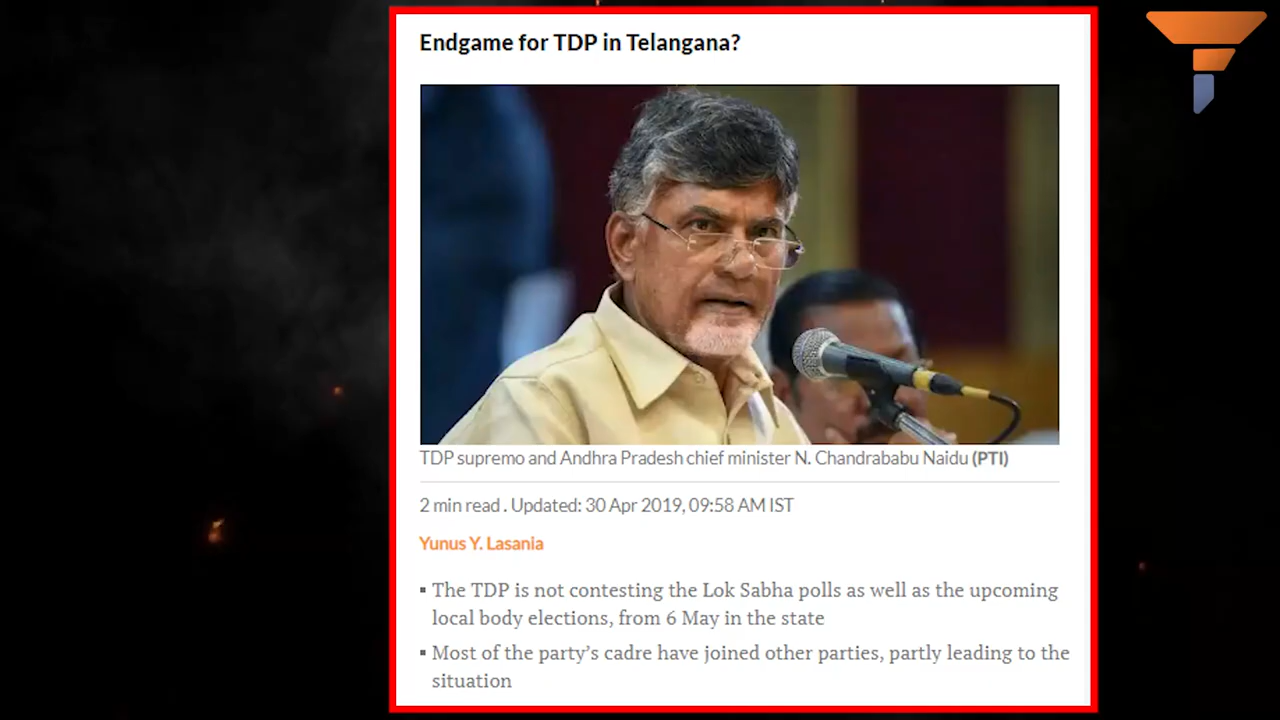 Endgame for TDP in Telangana?
TDP supremo and Andhra Pradesh chief minister N. Chandrababu Naidu (PTI)
2 min read . Updated: 30 Apr 2019, 09:58 AM IST
Yunus Y. Lasania
▪ The TDP is not contesting the Lok Sabha polls as well as the upcoming
local body elections, from 6 May in the state
▪ Most of the party’s cadre have joined other parties, partly leading to the
situation